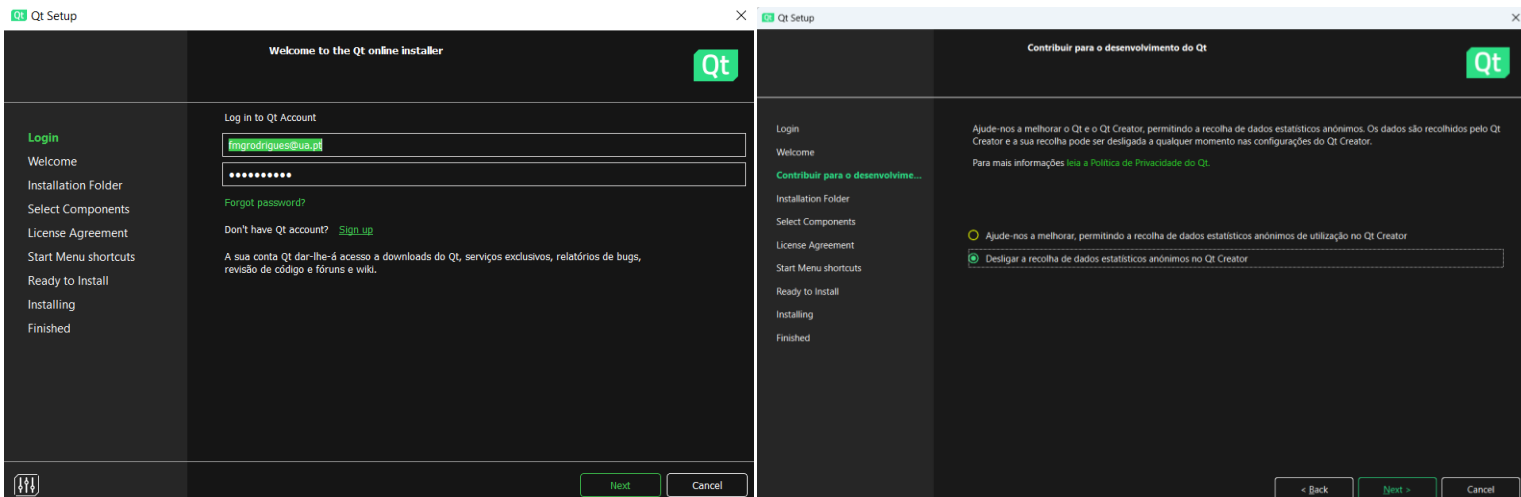 Qt Qt Setup
Welcome to the Qt online installer
Qt
Login
Welcome
Installation Folder
Select Components
License Agreement
Start Menu shortcuts
Ready to Install
Installing
Finished
Log in to Qt Account
fmgrodrigues@ua.pt
••••••••••
Forgot password?
Don't have Qt account? Sign up
A sua conta Qt dar-lhe-á acesso a downloads do Qt, serviços exclusivos, relatórios de bugs,
revisão de código e fóruns e wiki.
Next Cancel
Qt Qt Setup
Contribuir para o desenvolvimento do Qt
Qt
Login
Welcome
Contribuir para o desenvolvime...
Installation Folder
Select Components
License Agreement
Start Menu shortcuts
Ready to Install
Installing
Finished
Ajude-nos a melhorar o Qt e o Qt Creator, permitindo a recolha de dados estatísticos anónimos. Os dados são recolhidos pelo Qt
Creator e a sua recolha pode ser desligada a qualquer momento nas configurações do Qt Creator.
Para mais informações leia a Política de Privacidade do Qt.
Ajude-nos a melhorar, permitindo a recolha de dados estatísticos anónimos de utilização no Qt Creator
Desligar a recolha de dados estatísticos anónimos no Qt Creator
< Back Next > Cancel